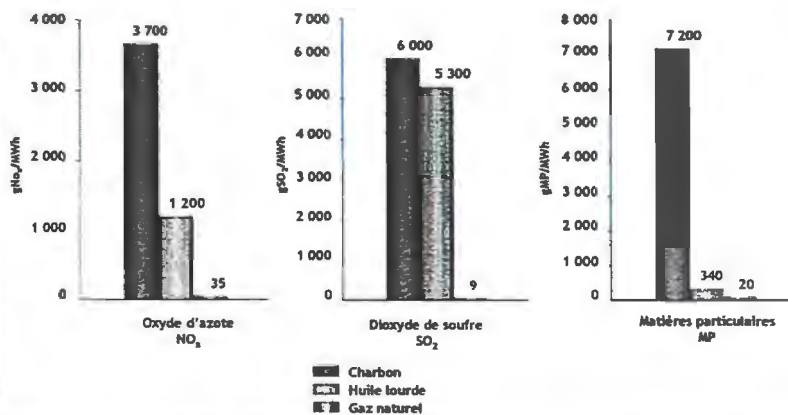 4 000
3 000
2 000
1 000
0
gNOx/MWh
3 700
1 200
35
Oxyde d'azote
NOx
6 000
7 000
5 000
4 000
3 000
2 000
1 000
0
gSO2/MWh
6 000
5 300
9
Dioxyde de soufre
SO2
8 000
7 000
6 000
5 000
4 000
3 000
2 000
1 000
0
gMP/MWh
7 200
340
20
Matières particulaires
MP
Charbon
Huile lourde
Gaz naturel